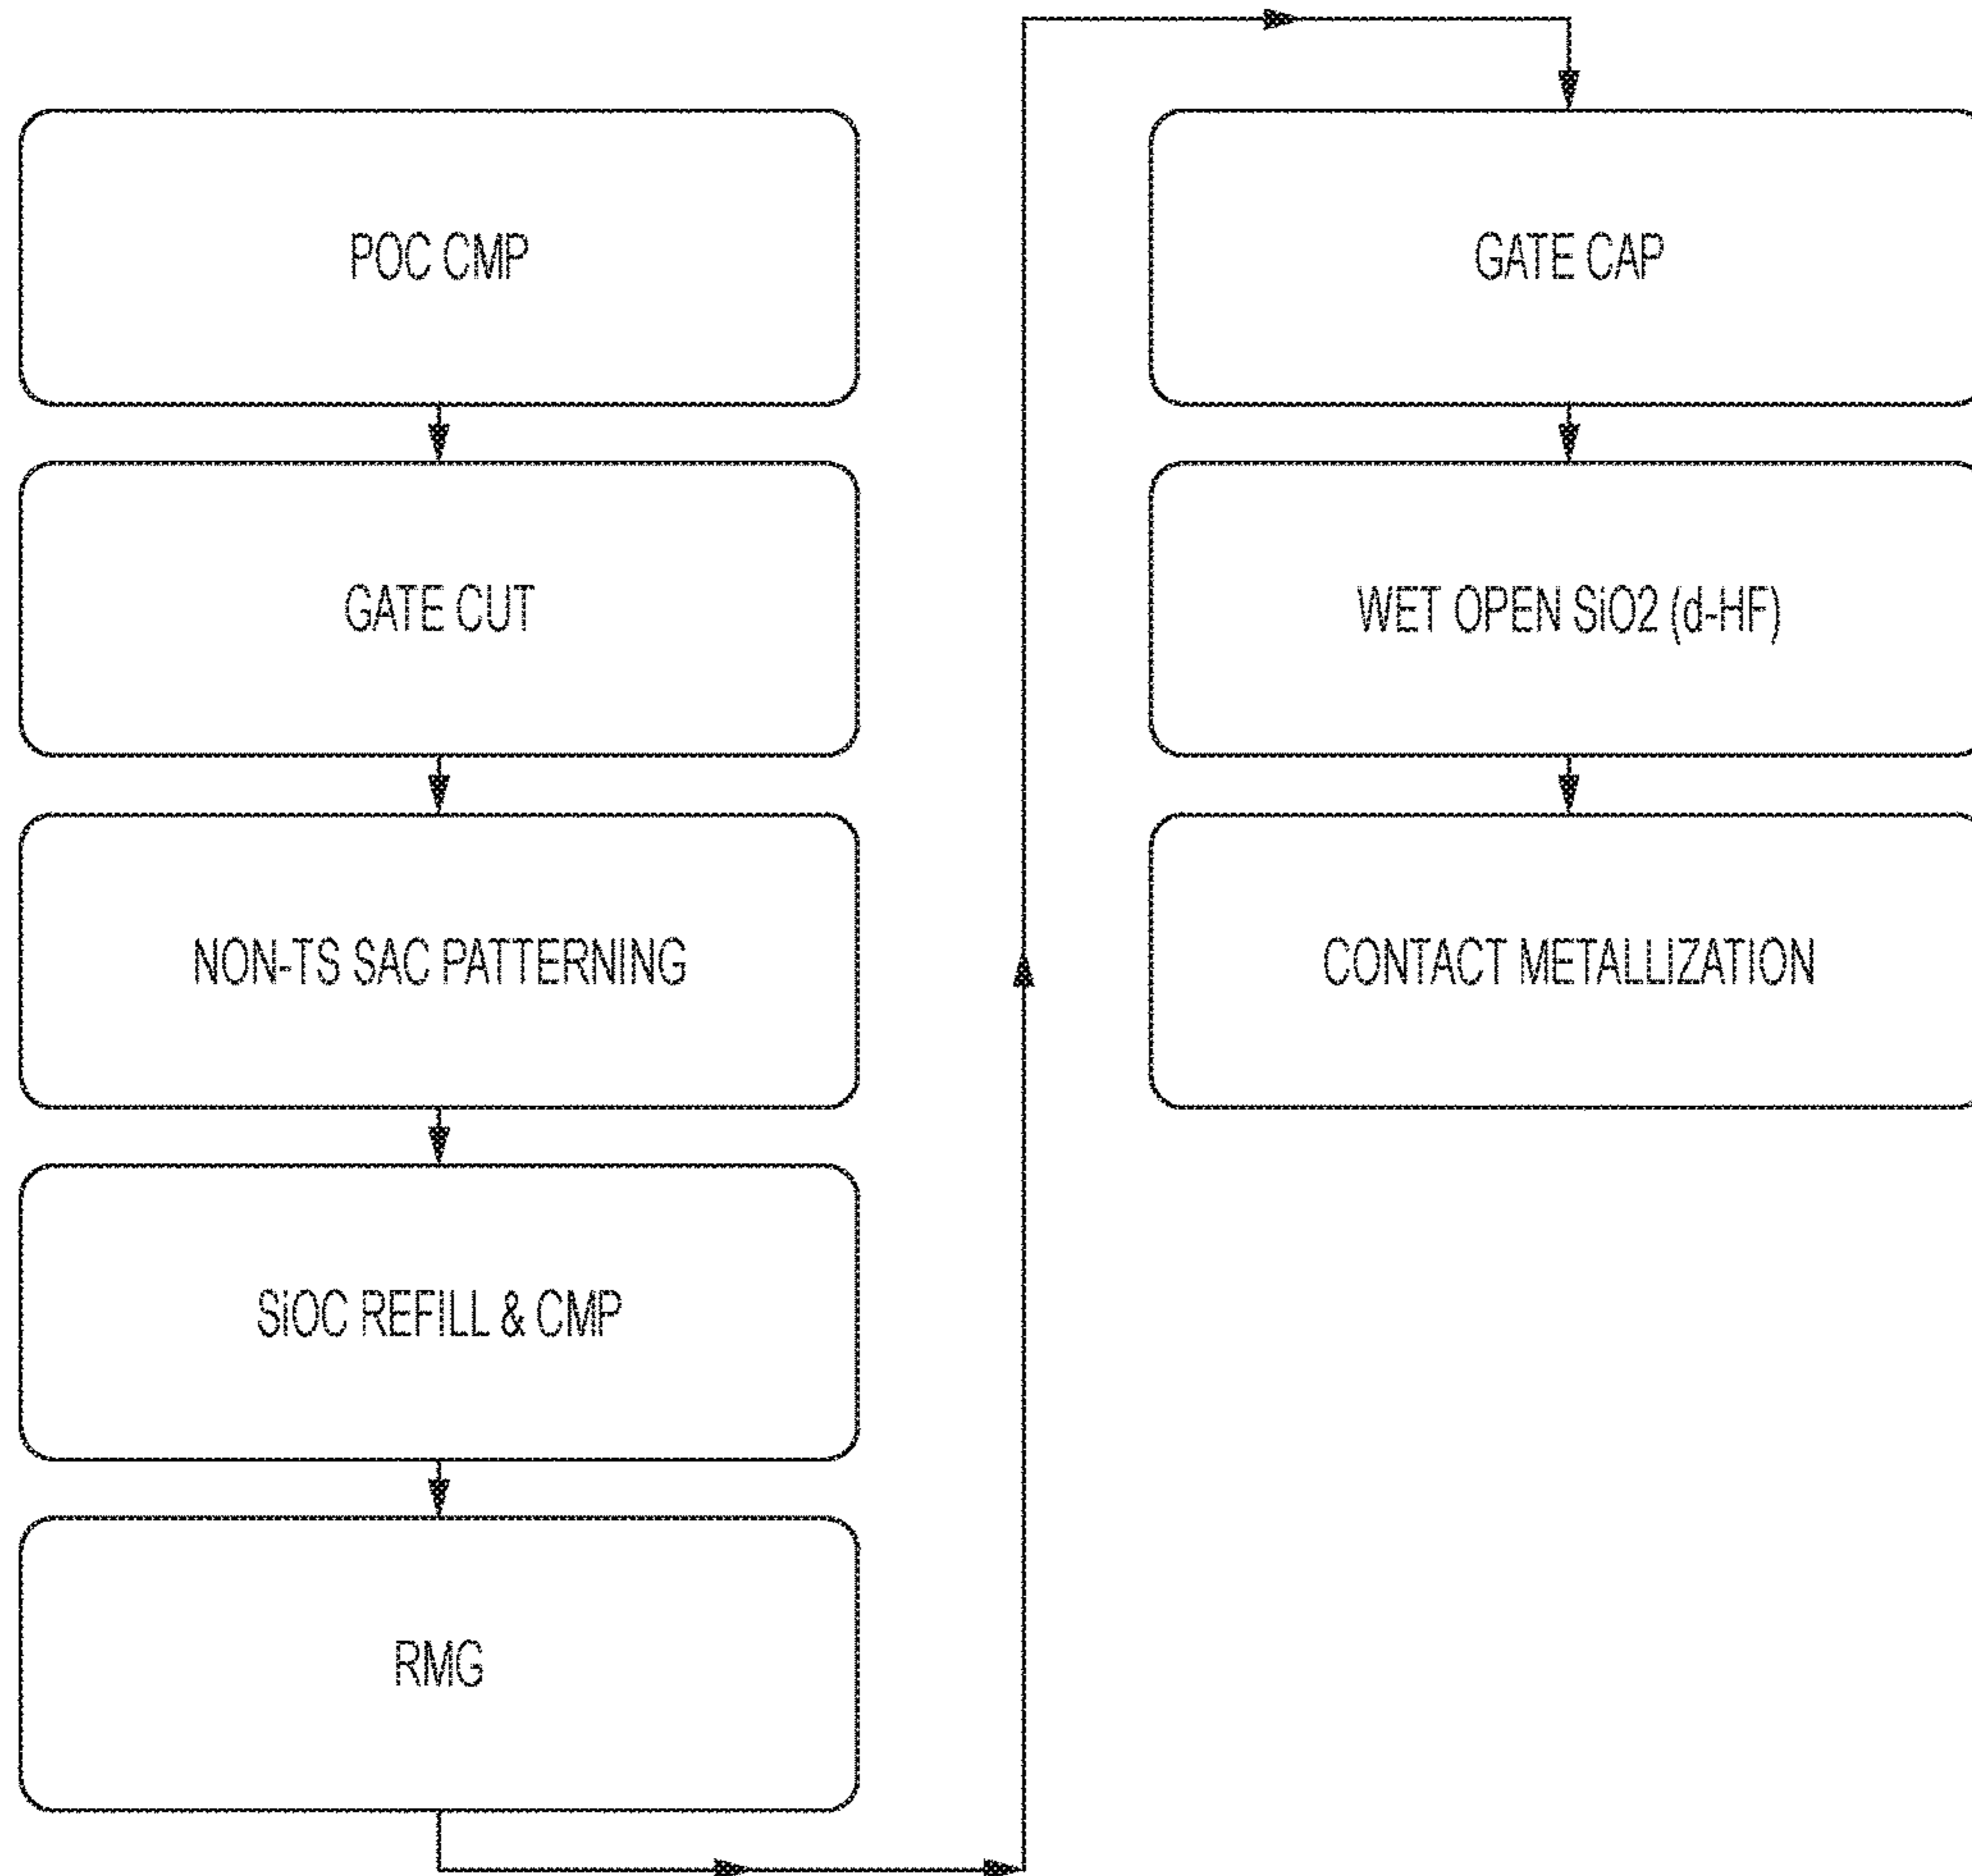 POC CMP
GATE CUT
NON-TS SAC PATTERNING
SiOC REFILL & CMP
RMG
GATE CAP
WET OPEN SiO2 (d-HF)
CONTACT METALLIZATION